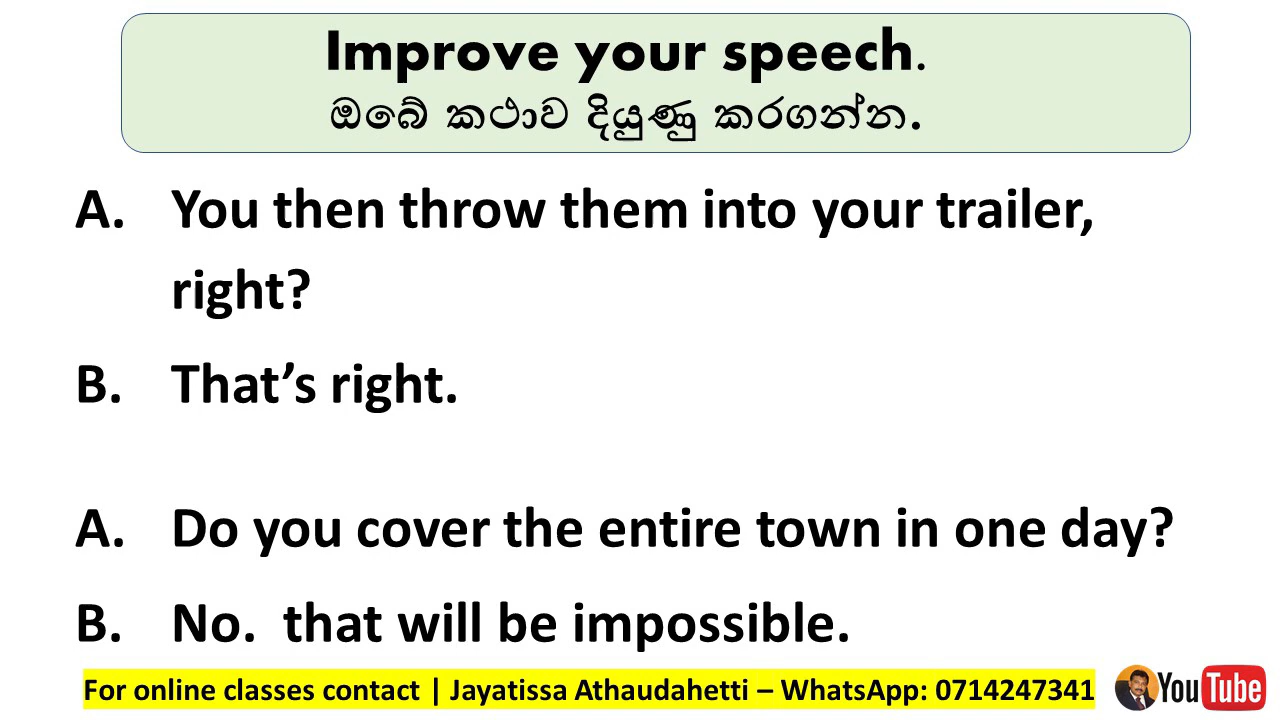 Improve your speech.
ඔබේ කථාව දියුණු කරගන්න.
A. You then throw them into your trailer,
right?
B. That’s right.
A. Do you cover the entire town in one day?
B. No.  that will be impossible.
For online classes contact | Jayatissa Athaudahetti – WhatsApp: 0714247341
YouTube